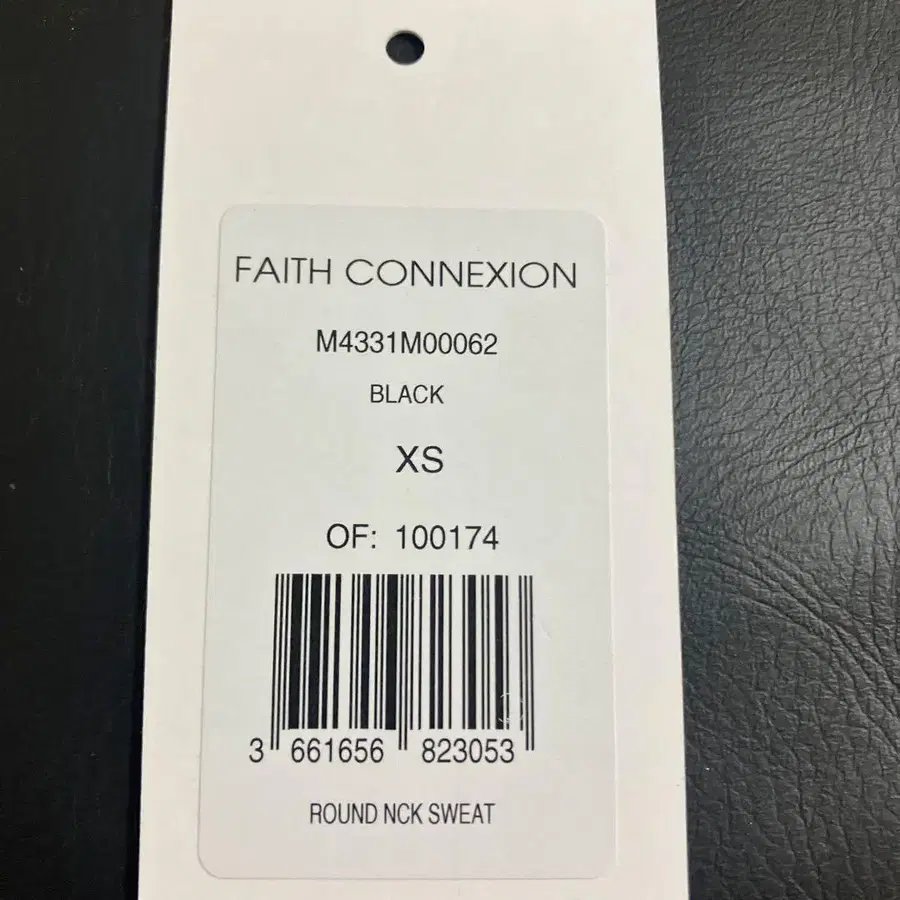 FAITH CONNEXION
M4331M00062
BLACK
XS
OF: 100174
3 661656 823053
ROUND NCK SWEAT